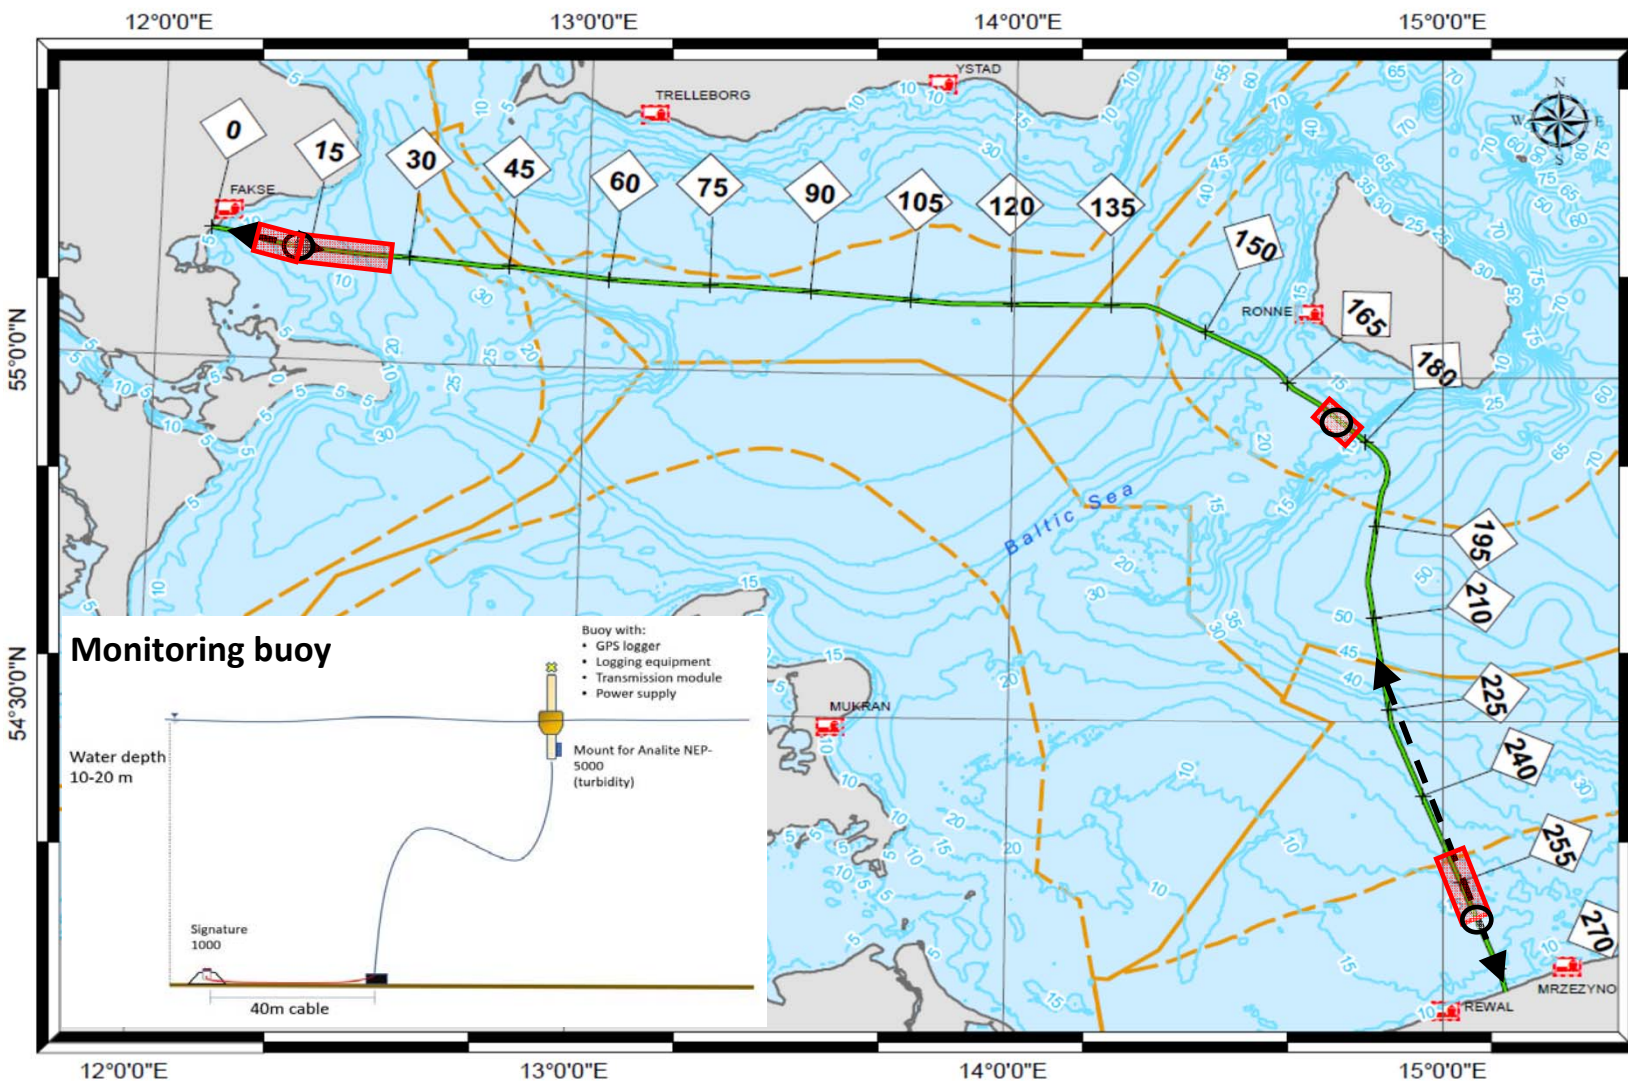 12°0'0"E
13°0'0"E
14°0'0"E
15°0'0"E
55°0'0"N
54°30'0"N
N
W
E
S
YSTAD
TRELLEBORG
0
15
30
45
60
75
90
105
120
135
150
165
180
195
210
225
240
255
270
FAKSE
RONNE
Baltic Sea
MUKRAN
MRZEZYNO
REWAL
Monitoring buoy
Buoy with:
• GPS logger
• Logging equipment
• Transmission module
• Power supply
Water depth
10-20 m
Mount for Analite NEP-
5000
(turbidity)
Signature
1000
40m cable
12°0'0"E
13°0'0"E
14°0'0"E
15°0'0"E